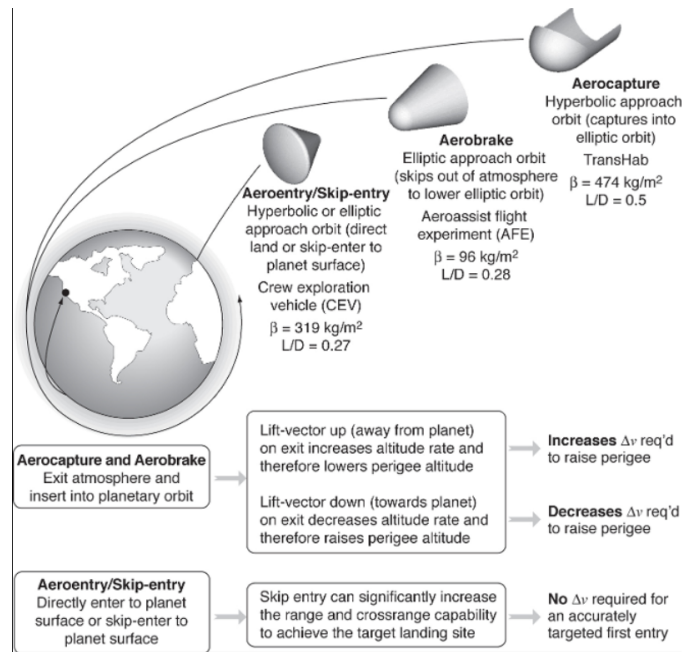 Aerocapture
Hyperbolic approach
orbit (captures into
elliptic orbit)
TransHab
β = 474 kg/m²
L/D = 0.5
Aerobrake
Elliptic approach orbit
(skips out of atmosphere
to lower elliptic orbit)
Aeroassist flight
experiment (AFE)
β = 96 kg/m²
L/D = 0.28
Aeroentry/Skip-entry
Hyperbolic or elliptic
approach orbit (direct
land or skip-enter to
planet surface)
Crew exploration
vehicle (CEV)
β = 319 kg/m²
L/D = 0.27
Aerocapture and Aerobrake
Exit atmosphere and
insert into planetary orbit
Lift-vector up (away from planet)
on exit increases altitude rate and
therefore lowers perigee altitude
Increases Δv req'd
to raise perigee
Lift-vector down (towards planet)
on exit decreases altitude rate and
therefore raises perigee altitude
Decreases Δv req'd
to raise perigee
Aeroentry/Skip-entry
Directly enter to planet
surface or skip-enter to
planet surface
Skip entry can significantly increase
the range and crossrange capability
to achieve the target landing site
No Δv required for
an accurately
targeted first entry